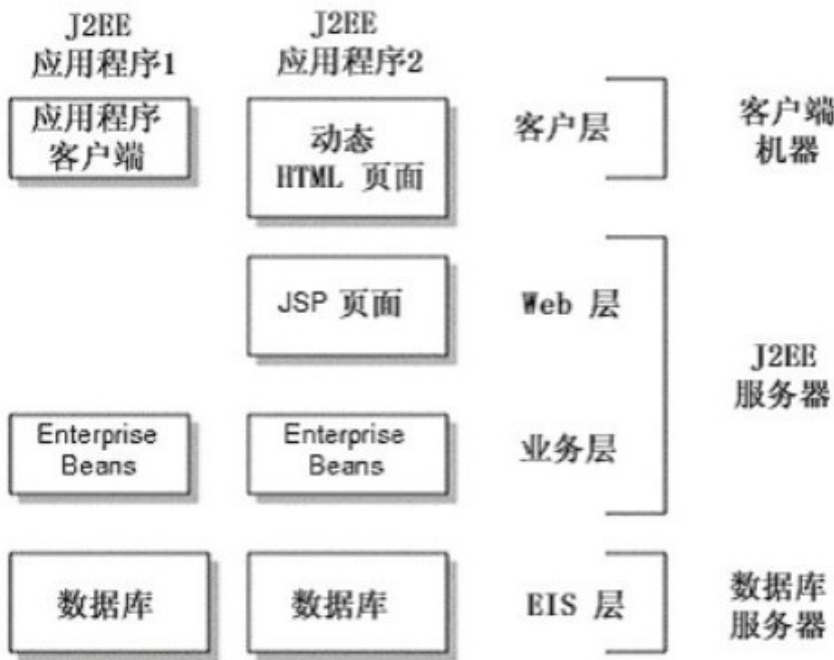 J2EE
应用程序1
J2EE
应用程序2
应用程序
客户端
动态
HTML 页面
客户层
客户端
机器
JSP 页面
Web 层
J2EE
服务器
Enterprise
Beans
Enterprise
Beans
业务层
数据库
数据库
EIS 层
数据库
服务器